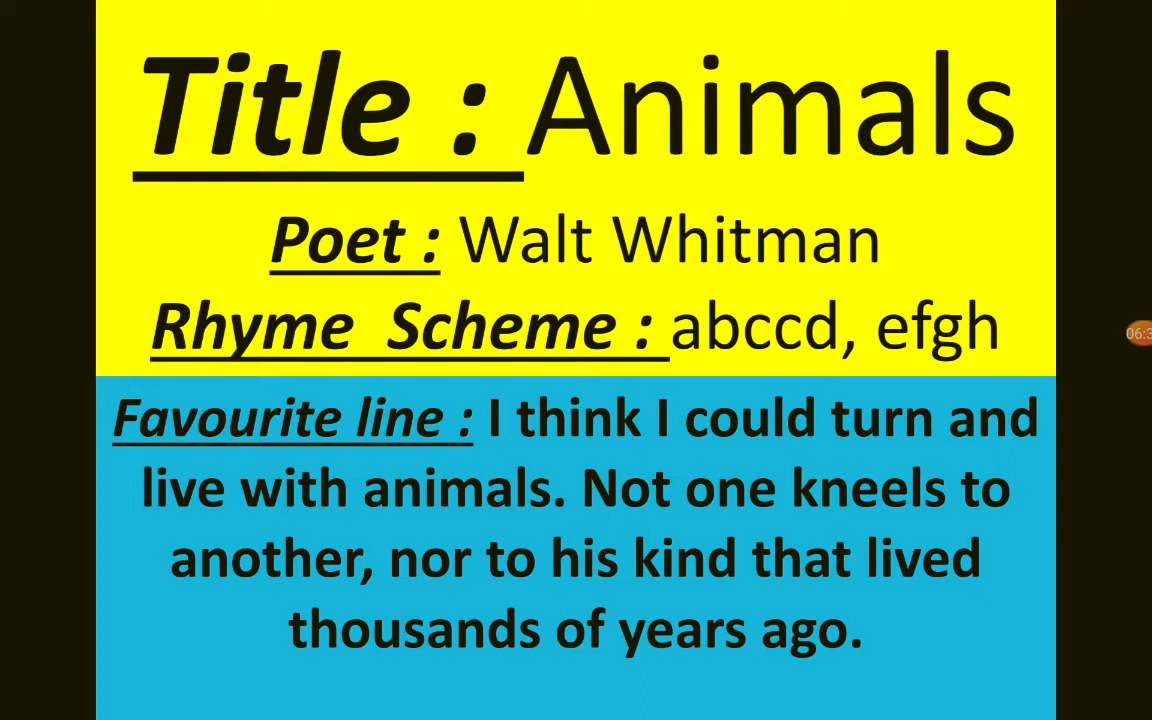 Title : Animals
Poet : Walt Whitman
Rhyme Scheme : abccd, efgh
Favourite line : I think I could turn and
live with animals. Not one kneels to
another, nor to his kind that lived
thousands of years ago.